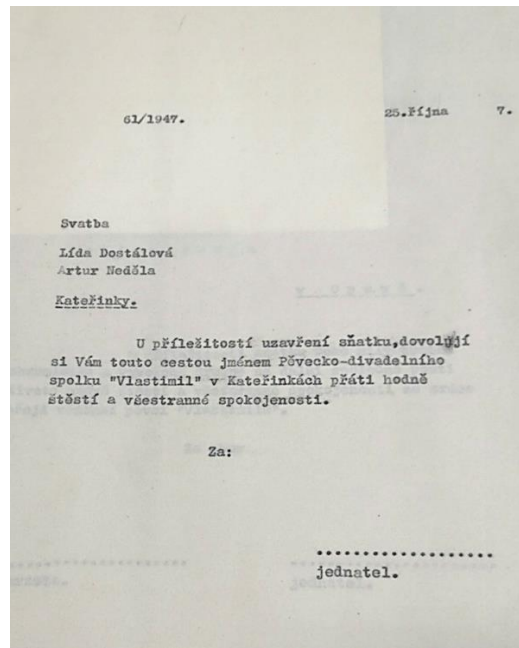 61/1947.
25.října 7.
Svatba
Lída Dostálová
Artur Neděla
Kateřinky.
U příležitostí uzavření sňatku,dovolují
si Vám touto cestou jménem Pěvecko-divadelního
spolku "Vlastimil" v Kateřinkách přáti hodně
štěstí a všestranné spokojenosti.
Za:
...................
jednatel.